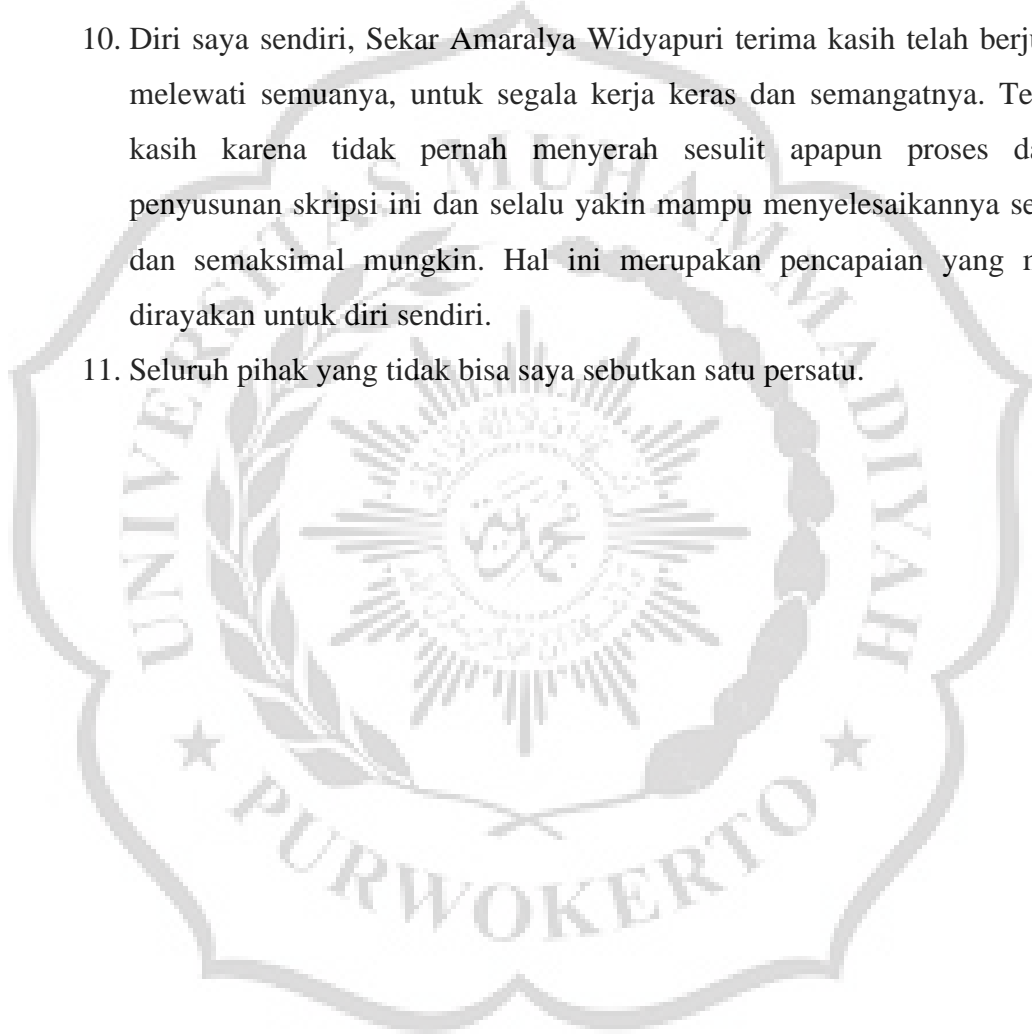 10. Diri saya sendiri, Sekar Amaralya Widyapuri terima kasih telah berju
melewati semuanya, untuk segala kerja keras dan semangatnya. Te
kasih karena tidak pernah menyerah sesulit apapun proses da
penyusunan skripsi ini dan selalu yakin mampu menyelesaikannya se
dan semaksimal mungkin. Hal ini merupakan pencapaian yang m
dirayakan untuk diri sendiri.
11. Seluruh pihak yang tidak bisa saya sebutkan satu persatu.
UNIVERSITAS MUHAMMADIYAH
PURWOKERTO